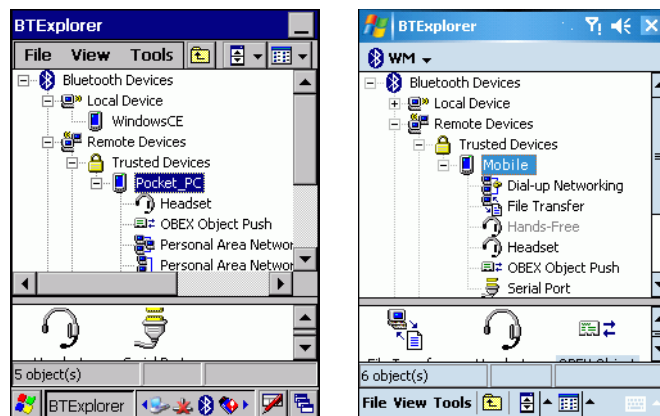 BTExplorer
File View Tools
Bluetooth Devices
Local Device
WindowsCE
Remote Devices
Trusted Devices
Pocket_PC
Headset
OBEX Object Push
Personal Area Networ
Personal Area Networ
5 object(s)
BTExplorer
BTExplorer
WM
Bluetooth Devices
Local Device
Remote Devices
Trusted Devices
Mobile
Dial-up Networking
File Transfer
Hands-Free
Headset
OBEX Object Push
Serial Port
6 object(s)
File View Tools